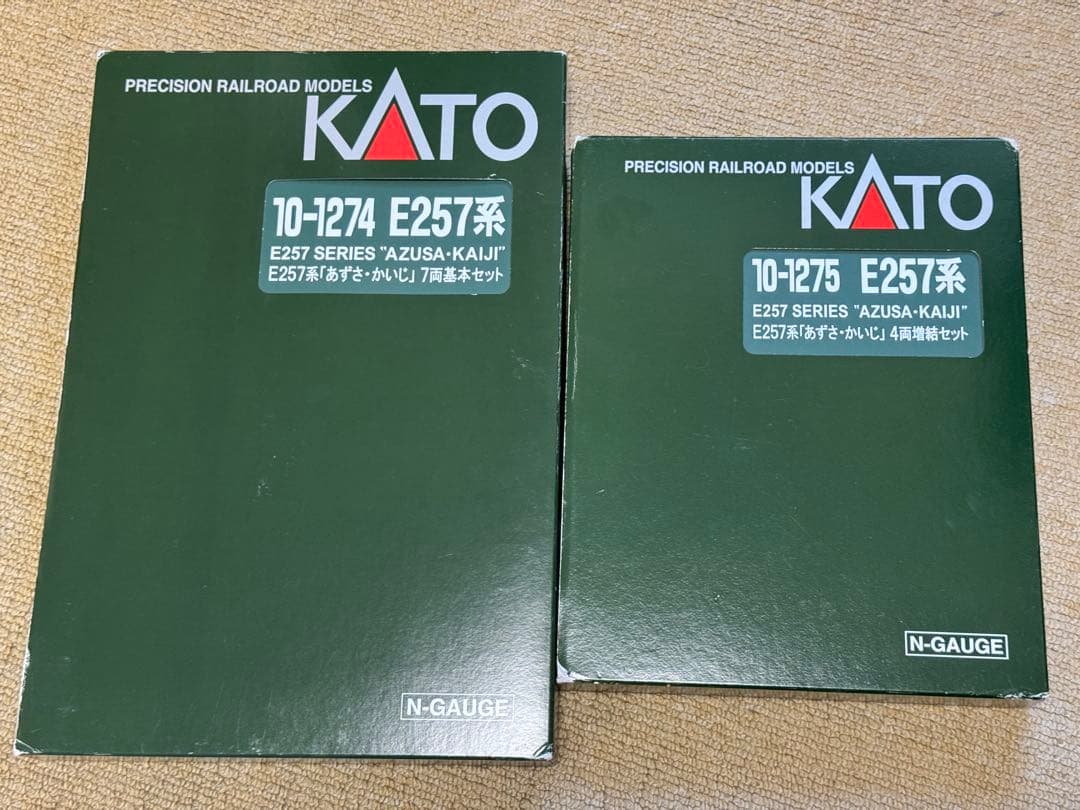 PRECISION RAILROAD MODELS
KATO
10-1274 E257系
E257 SERIES "AZUSA・KAIJI"
E257系「あずさ・かいじ」 7両基本セット
N-GAUGE
PRECISION RAILROAD MODELS
KATO
10-1275 E257系
E257 SERIES "AZUSA・KAIJI"
E257系「あずさ・かいじ」 4両増結セット
N-GAUGE